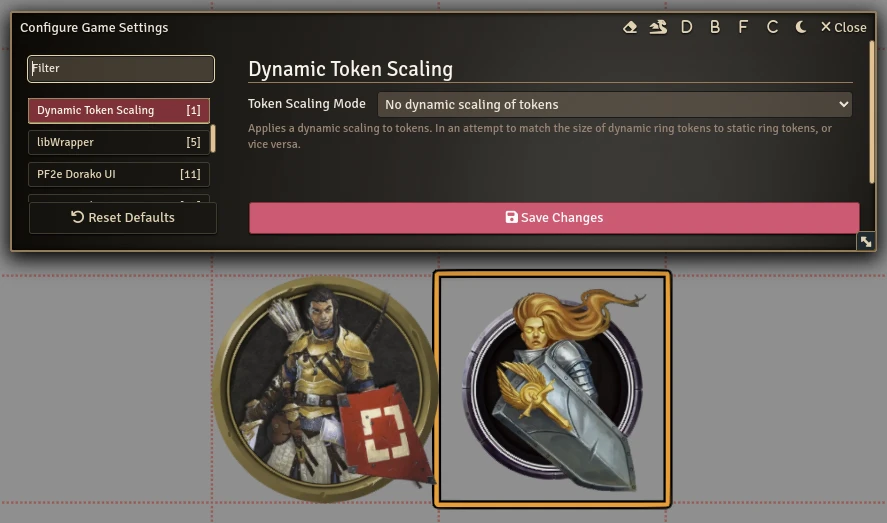 Configure Game Settings
D B F C Close
Filter
Dynamic Token Scaling [1]
libWrapper [5]
PF2e Dorako UI [11]
Reset Defaults
Dynamic Token Scaling
Token Scaling Mode No dynamic scaling of tokens
Applies a dynamic scaling to tokens. In an attempt to match the size of dynamic ring tokens to static ring tokens, or
vice versa.
Save Changes